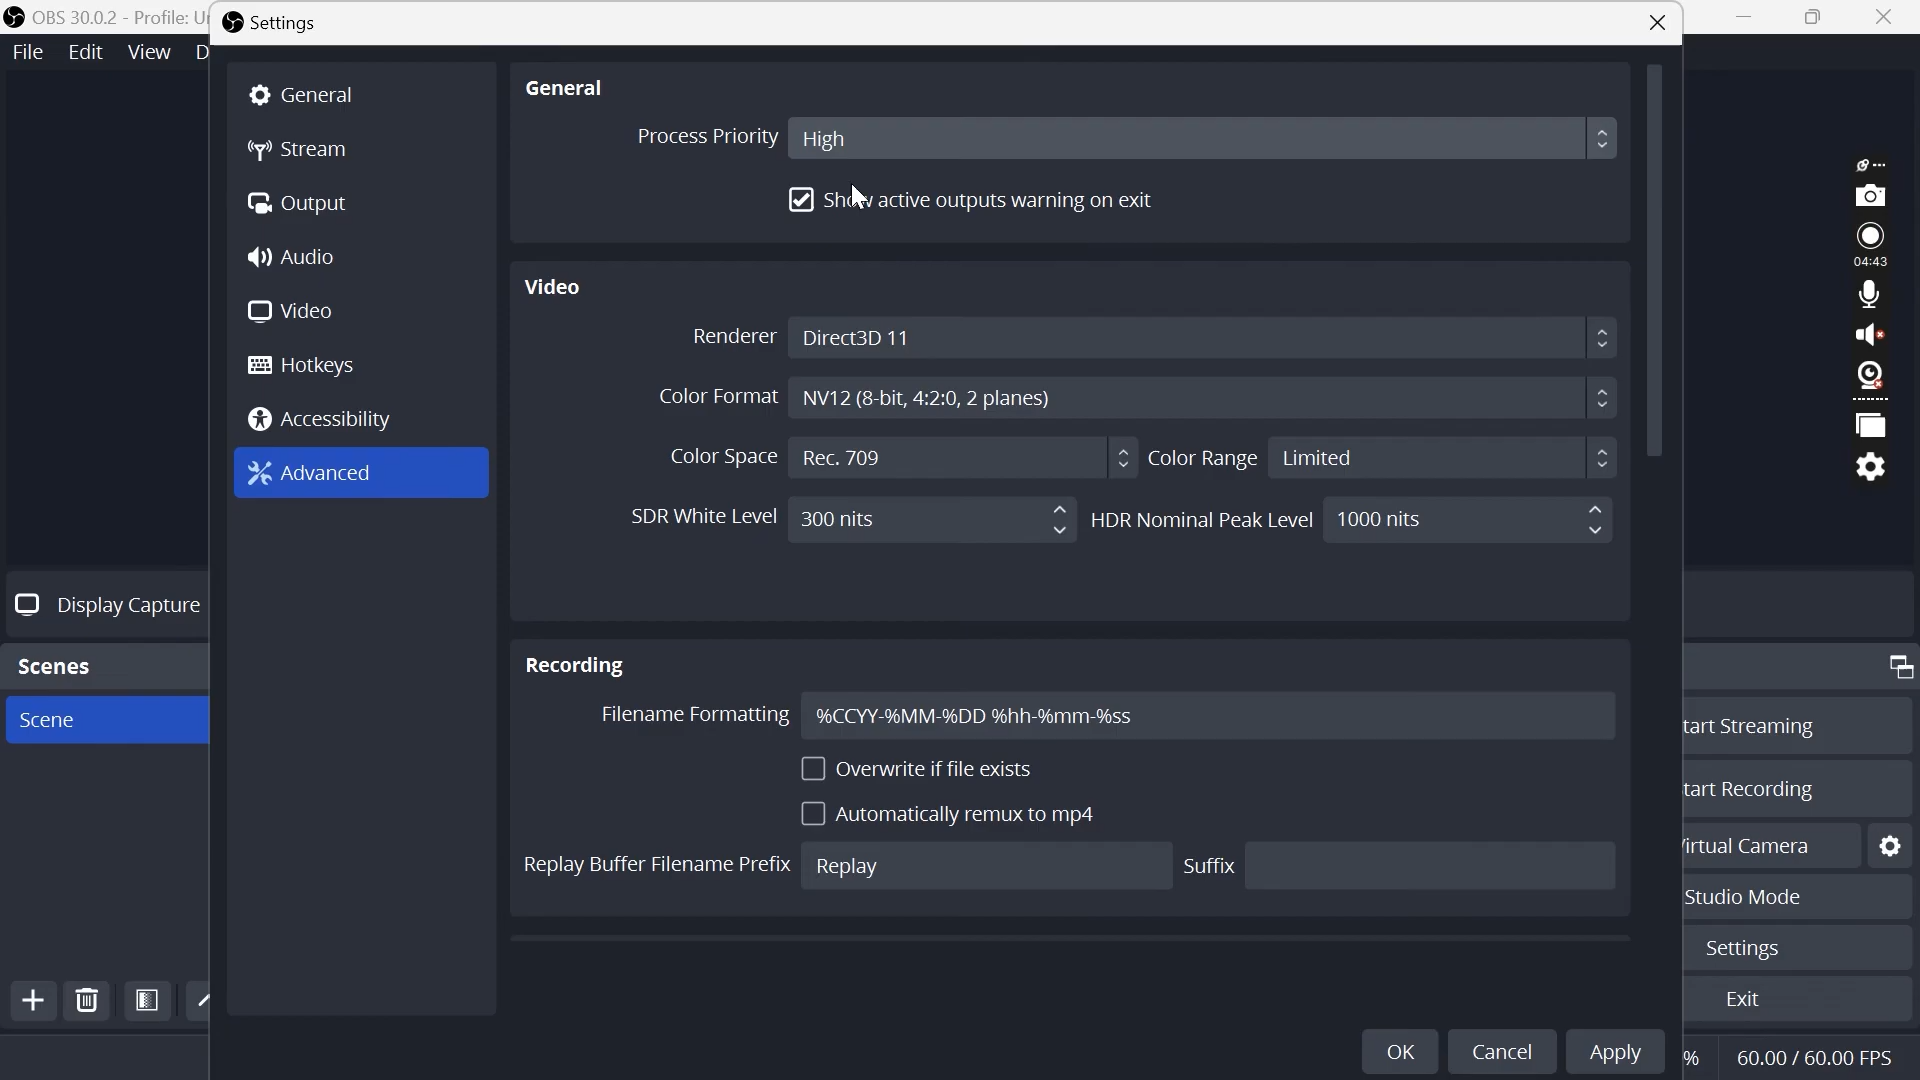 OBS 30.0.2 - Profile:
Settings
File Edit View
General
Stream
Output
Audio
Video
Hotkeys
Accessibility
Advanced
General
Process Priority High
Show active outputs warning on exit
Video
Renderer Direct3D 11
Color Format NV12 (8-bit, 4:2:0, 2 planes)
Color Space Rec. 709 Color Range Limited
SDR White Level 300 nits HDR Nominal Peak Level 1000 nits
Recording
Filename Formatting %CCYY-%MM-%DD %hh-%mm-%ss
Overwrite if file exists
Automatically remux to mp4
Replay Buffer Filename Prefix Replay Suffix
OK Cancel Apply
Display Capture
Scenes
Scene
04:43
tart Streaming
tart Recording
irtual Camera
Studio Mode
Settings
Exit
% 60.00 / 60.00 FPS